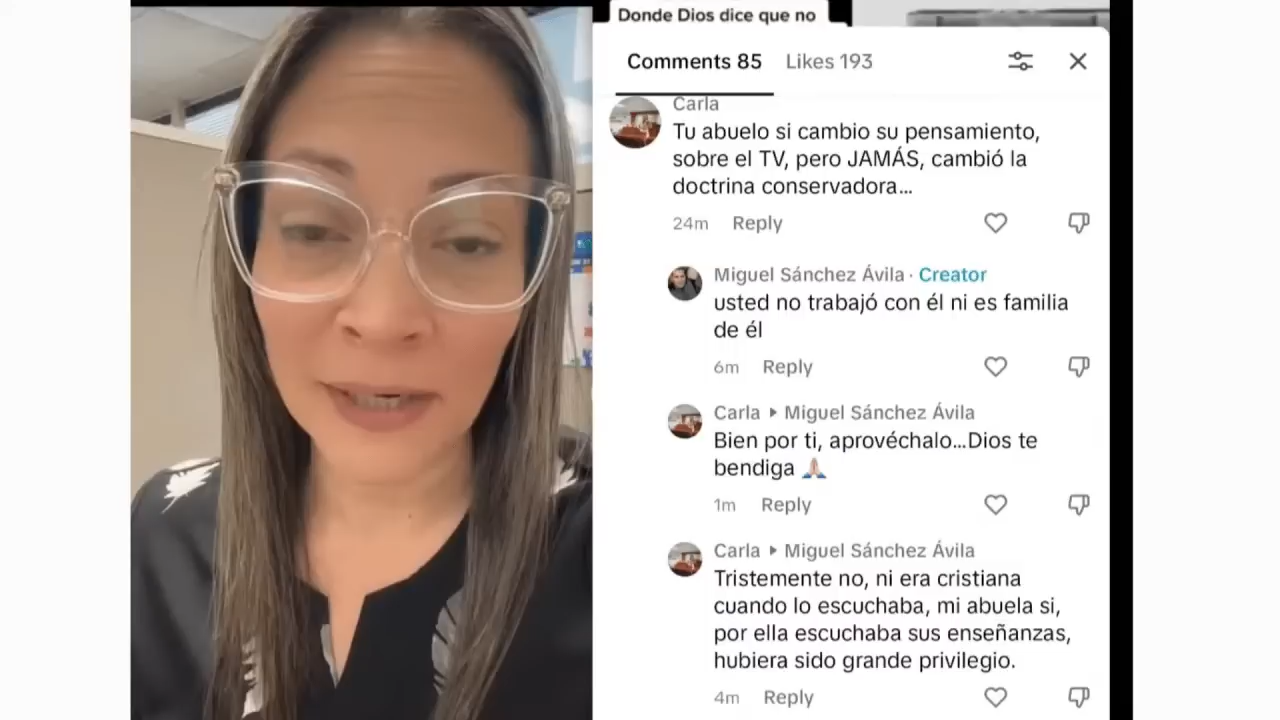 Donde Dios dice que no
Comments 85
Likes 193
Carla
Tu abuelo si cambio su pensamiento,
sobre el TV, pero JAMÁS, cambió la
doctrina conservadora...
24m Reply
Miguel Sánchez Ávila · Creator
usted no trabajó con él ni es familia
de él
6m Reply
Carla ▸ Miguel Sánchez Ávila
Bien por ti, aprovéchalo...Dios te
bendiga 🙏🏻
1m Reply
Carla ▸ Miguel Sánchez Ávila
Tristemente no, ni era cristiana
cuando lo escuchaba, mi abuela si,
por ella escuchaba sus enseñanzas,
hubiera sido grande privilegio.
4m Reply